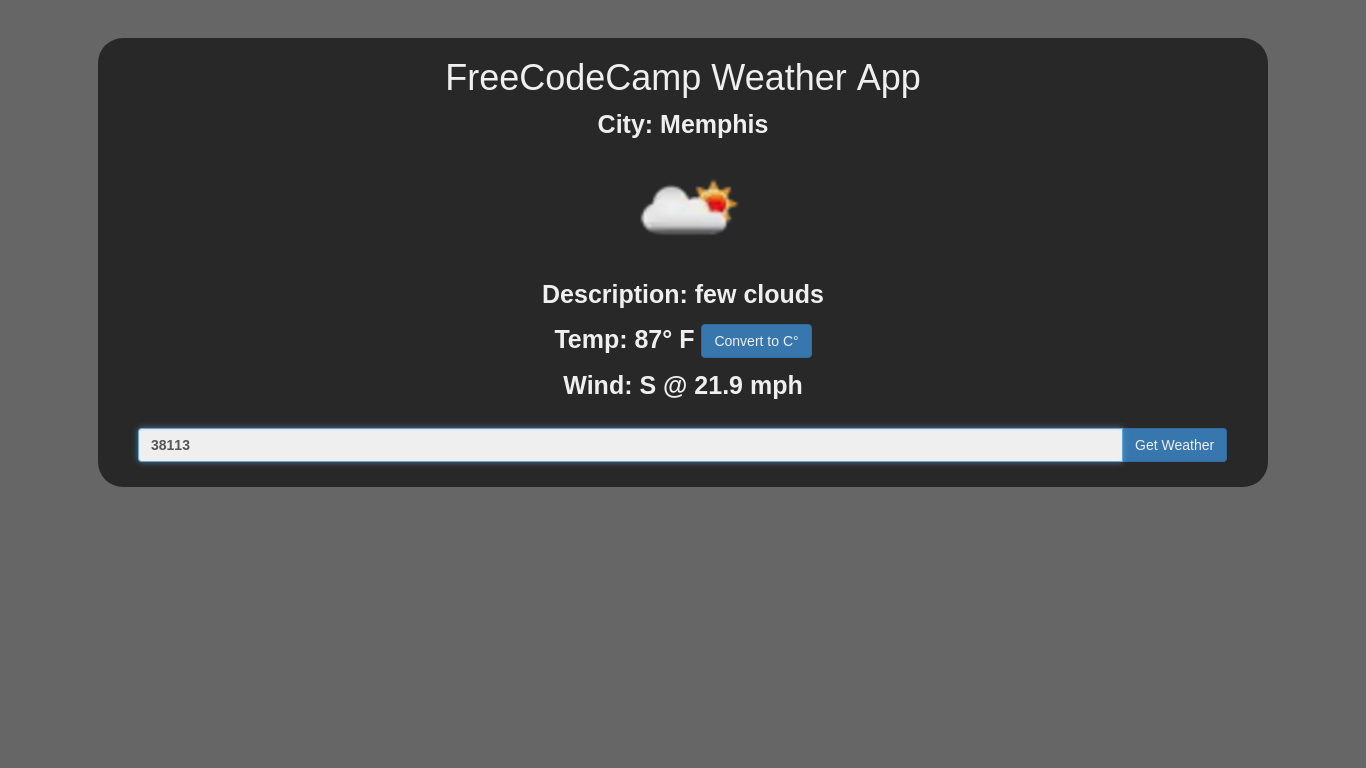 FreeCodeCamp Weather App
City: Memphis
Description: few clouds
Temp: 87° F Convert to C°
Wind: S @ 21.9 mph
38113 Get Weather